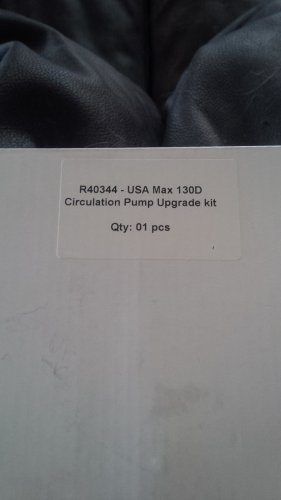 R40344 - USA Max 130D
Circulation Pump Upgrade kit
Qty: 01 pcs